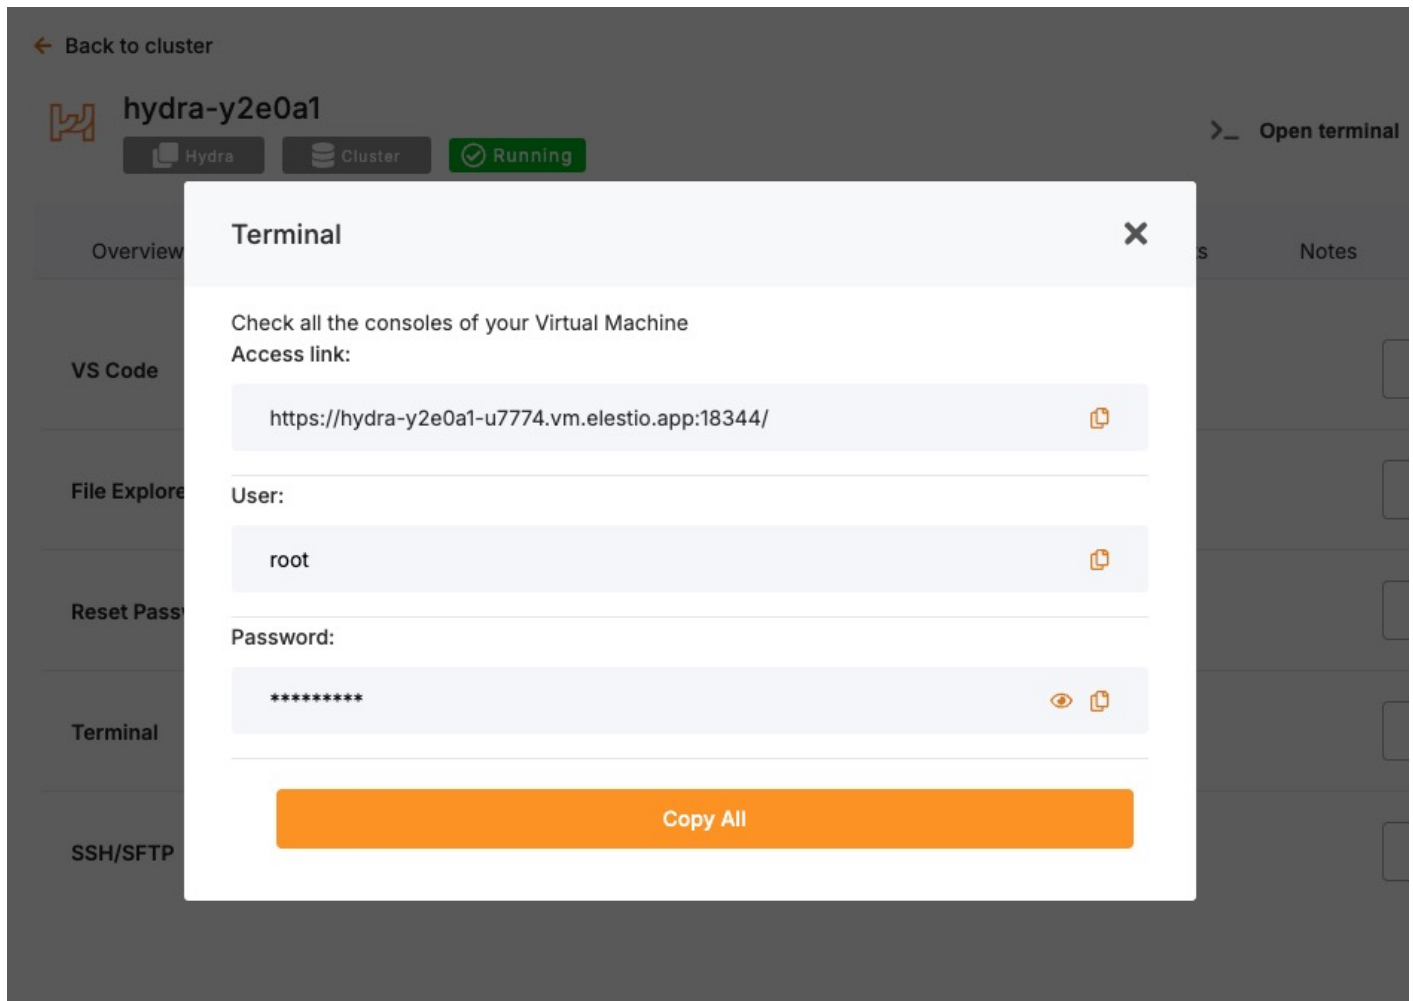 Back to cluster
hydra-y2e0a1
Hydra
Cluster
Running
Open terminal
Overview
Notes
Terminal
Check all the consoles of your Virtual Machine
Access link:
https://hydra-y2e0a1-u7774.vm.elestio.app:18344/
User:
root
Password:
*********
Copy All
VS Code
File Explore
Reset Pass
Terminal
SSH/SFTP